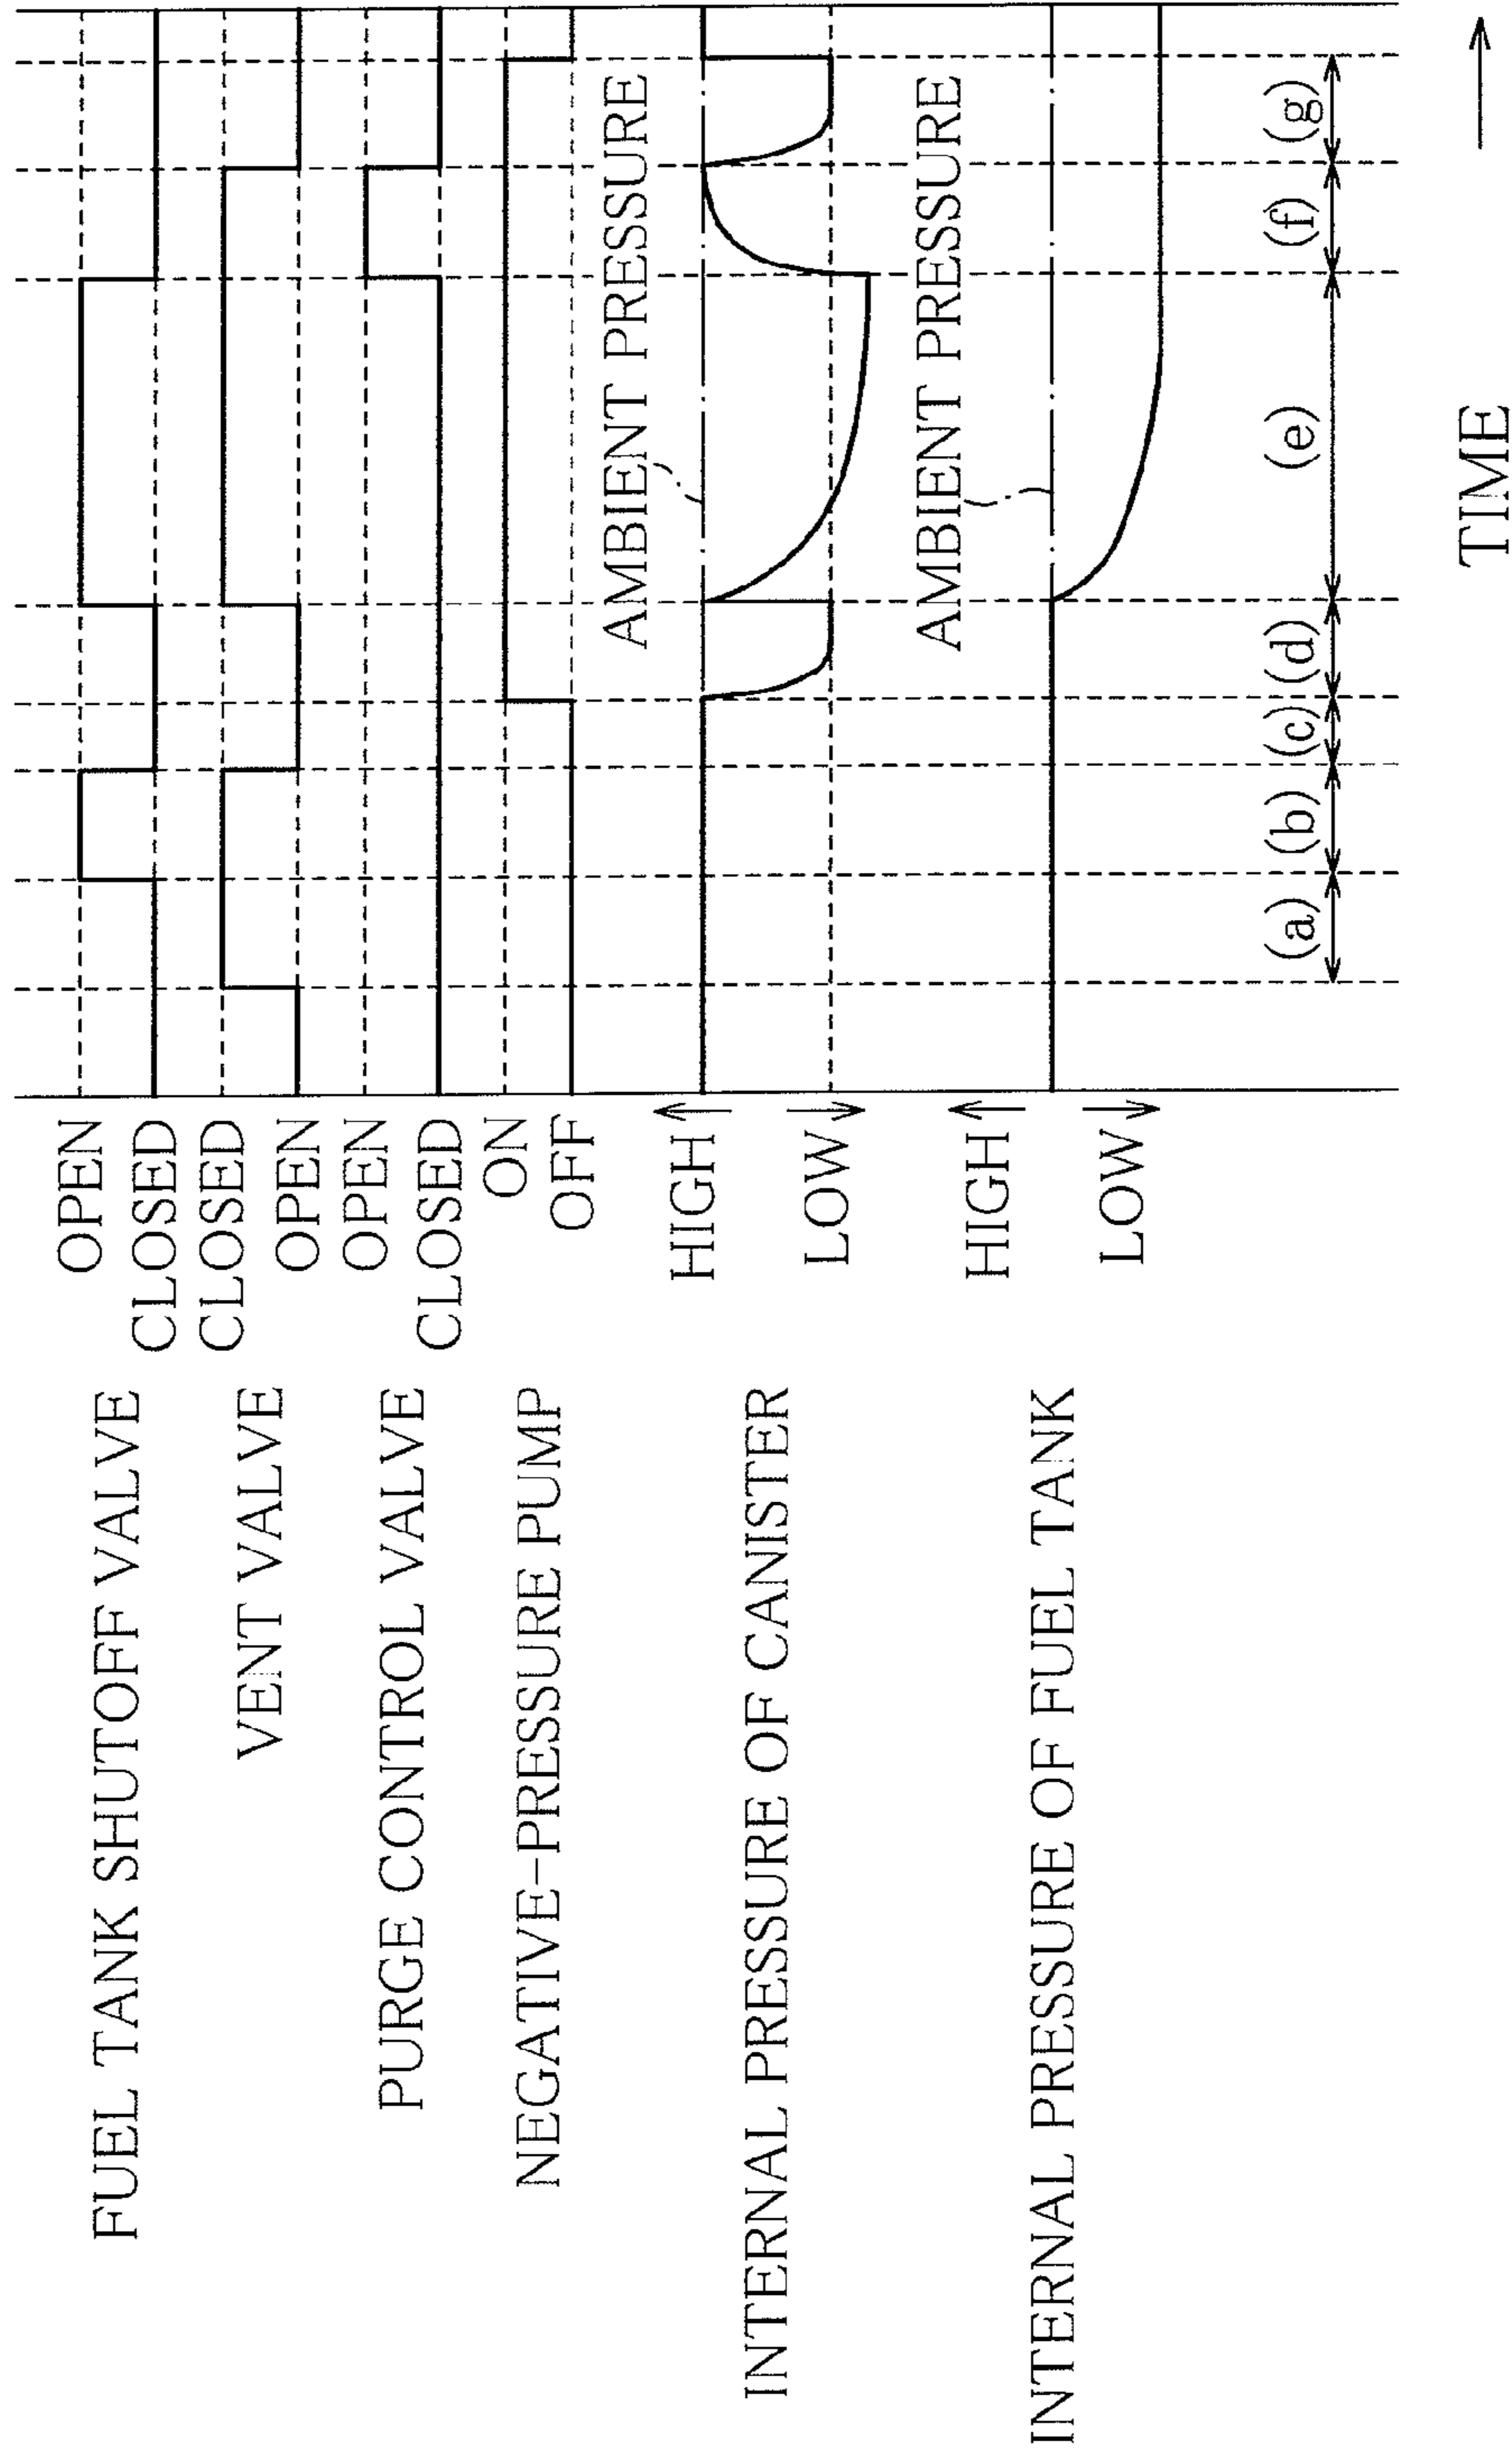 FUEL TANK SHUTOFF VALVE
OPEN
CLOSED
VENT VALVE
CLOSED
OPEN
PURGE CONTROL VALVE
OPEN
CLOSED
NEGATIVE-PRESSURE PUMP
ON
OFF
INTERNAL PRESSURE OF CANISTER
HIGH
LOW
AMBIENT PRESSURE
INTERNAL PRESSURE OF FUEL TANK
HIGH
LOW
AMBIENT PRESSURE
(a) (b) (c) (d) (e) (f) (g)
TIME